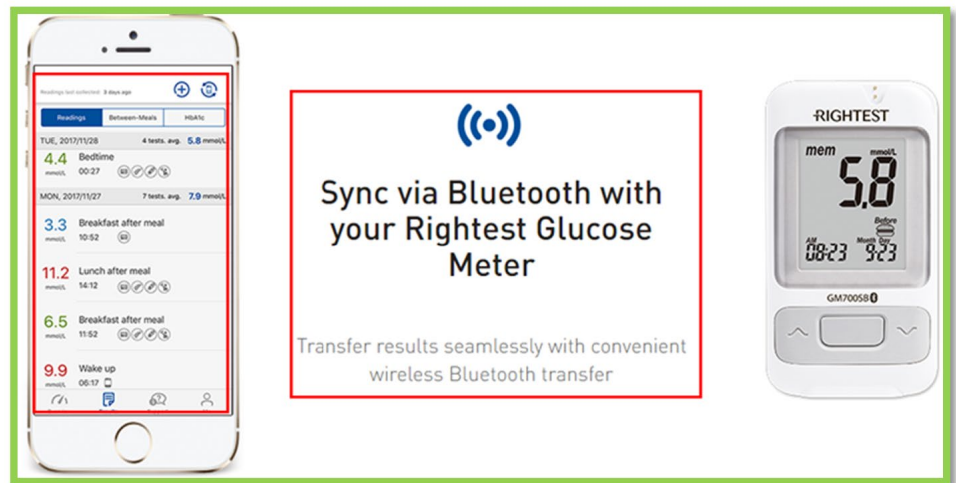 Readings last collected: 3 days ago
Readings Between-Meals HbA1c
TUE, 2017/11/28 4 tests. avg. 5.8 mmol/L
4.4 Bedtime
mmol/L 00:27
MON, 2017/11/27 7 tests. avg. 7.9 mmol/L
3.3 Breakfast after meal
mmol/L 10:52
11.2 Lunch after meal
mmol/L 14:12
6.5 Breakfast after meal
mmol/L 11:52
9.9 Wake up
mmol/L 06:17
Sync via Bluetooth with
your Rightest Glucose
Meter
Transfer results seamlessly with convenient
wireless Bluetooth transfer
RIGHTEST
mem mmol/L
5.8
Before
AM Month Day
08:23 9-23
GM700SB